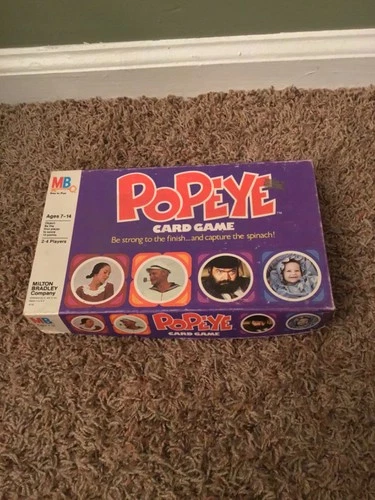 MB
POPEYE
CARD GAME
Be strong to the finish...and capture the spinach!
Ages 7-14
2-4 Players
MILTON
BRADLEY
Company
MB
POPEYE
CARD GAME